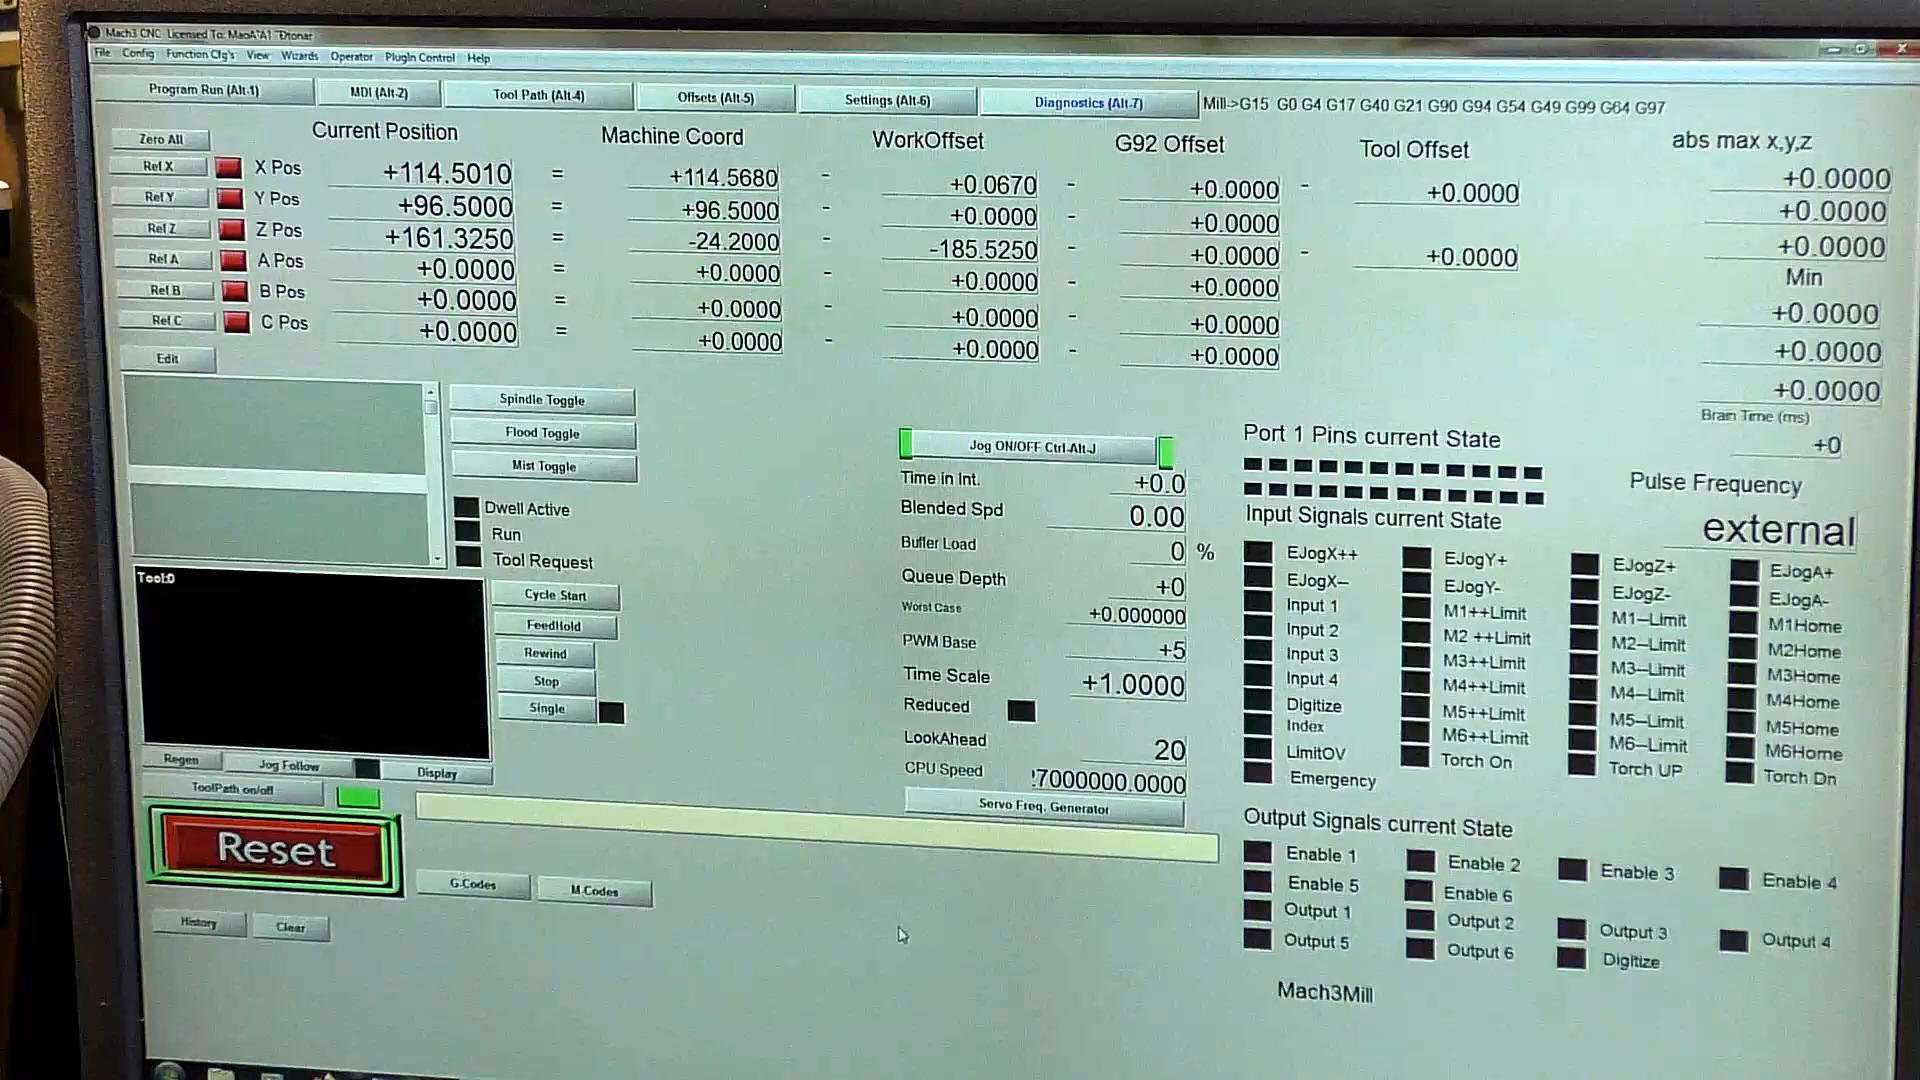 Mach3 CNC Licensed To:
File Config Function Cfg's View Wizards Operator PlugIn Control Help
Program Run (Alt-1) MDI (Alt-2) Tool Path (Alt-4) Offsets (Alt-5) Settings (Alt-6) Diagnostics (Alt-7) Mill->G15 G0 G4 G17 G40 G21 G90 G94 G54 G49 G99 G64 G97
Zero All Current Position Machine Coord WorkOffset G92 Offset Tool Offset abs max x,y,z
Ref X X Pos +114.5010 = +114.5680 - +0.0670 - +0.0000 - +0.0000 +0.0000
Ref Y Y Pos +96.5000 = +96.5000 - +0.0000 - +0.0000 +0.0000
Ref Z Z Pos +161.3250 = -24.2000 - -185.5250 - +0.0000 - +0.0000 +0.0000
Ref A A Pos +0.0000 = +0.0000 - +0.0000 - +0.0000 Min
Ref B B Pos +0.0000 = +0.0000 - +0.0000 - +0.0000 +0.0000
Ref C C Pos +0.0000 = +0.0000 - +0.0000 - +0.0000 +0.0000
+0.0000
Brain Time (ms)
+0
Pulse Frequency
external
Edit
Spindle Toggle
Flood Toggle
Mist Toggle
Dwell Active
Run
Tool Request
Tool:0
Cycle Start
FeedHold
Rewind
Stop
Single
Regen Jog Follow Display
ToolPath on/off
Reset
G-Codes M-Codes
History Clear
Jog ON/OFF Ctrl-Alt-J
Time in Int. +0.0
Blended Spd 0.00
Buffer Load 0 %
Queue Depth +0
Worst Case +0.000000
PWM Base +5
Time Scale +1.0000
Reduced
LookAhead 20
CPU Speed 7000000.0000
Servo Freq. Generator
Port 1 Pins current State
Input Signals current State
EJogX++ EJogY+ EJogZ+ EJogA+
EJogX-- EJogY- EJogZ- EJogA-
Input 1 M1++Limit M1--Limit M1Home
Input 2 M2 ++Limit M2--Limit M2Home
Input 3 M3++Limit M3--Limit M3Home
Input 4 M4++Limit M4--Limit M4Home
Digitize M5++Limit M5--Limit M5Home
Index M6++Limit M6--Limit M6Home
LimitOV Torch On Torch UP Torch Dn
Emergency
Output Signals current State
Enable 1 Enable 2 Enable 3 Enable 4
Enable 5 Enable 6
Output 1 Output 2 Output 3 Output 4
Output 5 Output 6 Digitize
Mach3Mill